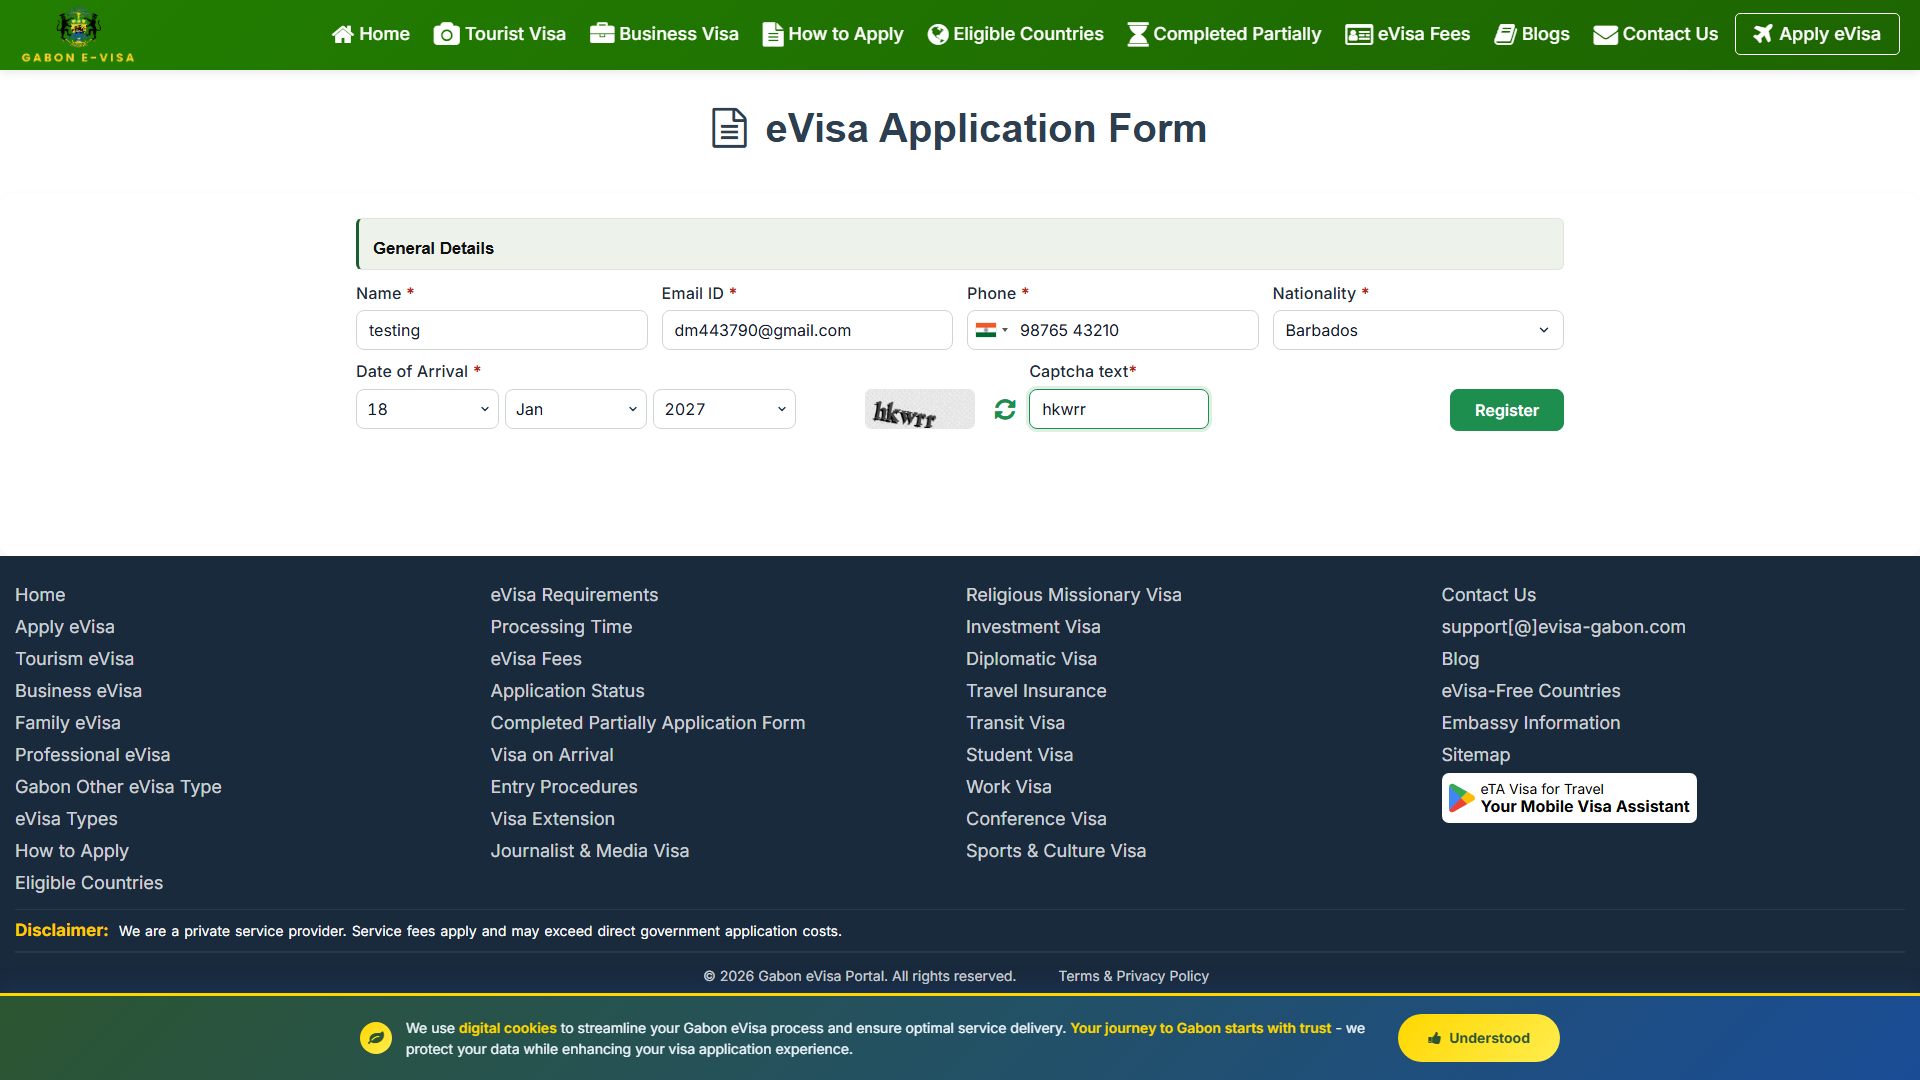 GABON E-VISA
Home
Tourist Visa
Business Visa
How to Apply
Eligible Countries
Completed Partially
eVisa Fees
Blogs
Contact Us
Apply eVisa
eVisa Application Form
General Details
Name *
Email ID *
Phone *
Nationality *
testing
dm443790@gmail.com
98765 43210
Barbados
Date of Arrival *
Captcha text*
18
Jan
2027
hkwrr
hkwrr
Register
Home
Apply eVisa
Tourism eVisa
Business eVisa
Family eVisa
Professional eVisa
Gabon Other eVisa Type
eVisa Types
How to Apply
Eligible Countries
eVisa Requirements
Processing Time
eVisa Fees
Application Status
Completed Partially Application Form
Visa on Arrival
Entry Procedures
Visa Extension
Journalist & Media Visa
Religious Missionary Visa
Investment Visa
Diplomatic Visa
Travel Insurance
Transit Visa
Student Visa
Work Visa
Conference Visa
Sports & Culture Visa
Contact Us
support[@]evisa-gabon.com
Blog
eVisa-Free Countries
Embassy Information
Sitemap
eTA Visa for Travel
Your Mobile Visa Assistant
Disclaimer: We are a private service provider. Service fees apply and may exceed direct government application costs.
© 2026 Gabon eVisa Portal. All rights reserved.
Terms & Privacy Policy
We use digital cookies to streamline your Gabon eVisa process and ensure optimal service delivery. Your journey to Gabon starts with trust - we
protect your data while enhancing your visa application experience.
Understood